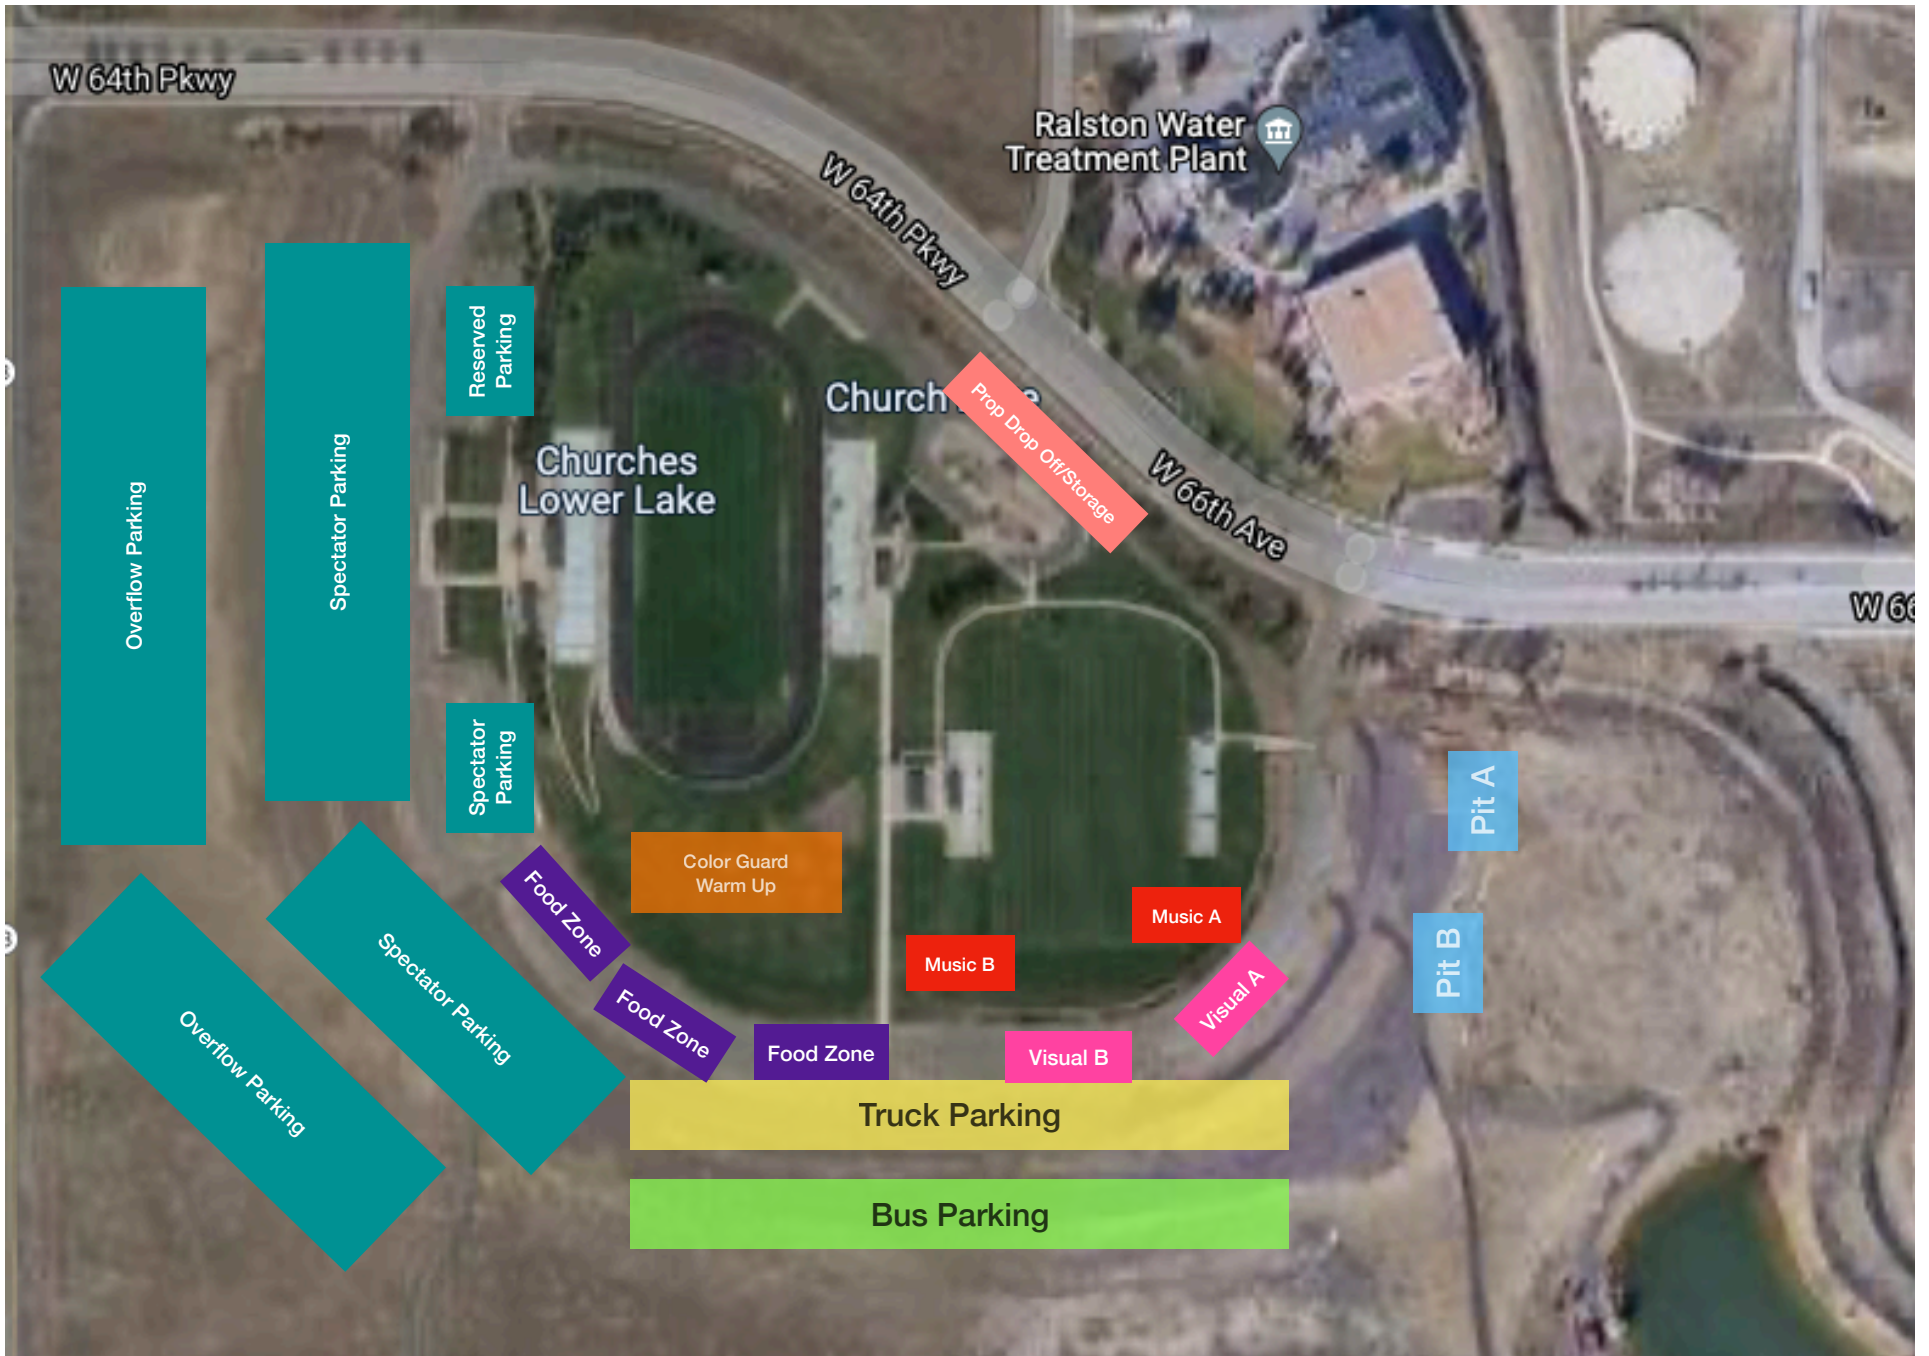 W 64th Pkwy
Ralston Water
Treatment Plant
W 64th Pkwy
Reserved
Parking
Church
e
Prop Drop Off/Storage
Churches
Lower Lake
W 66th Ave
W 66
Overflow Parking
Spectator Parking
Spectator
Parking
Pit A
Color Guard
Warm Up
Food Zone
Music A
Music B
Pit B
Spectator Parking
Visual A
Food Zone
Food Zone
Visual B
Overflow Parking
Truck Parking
Bus Parking